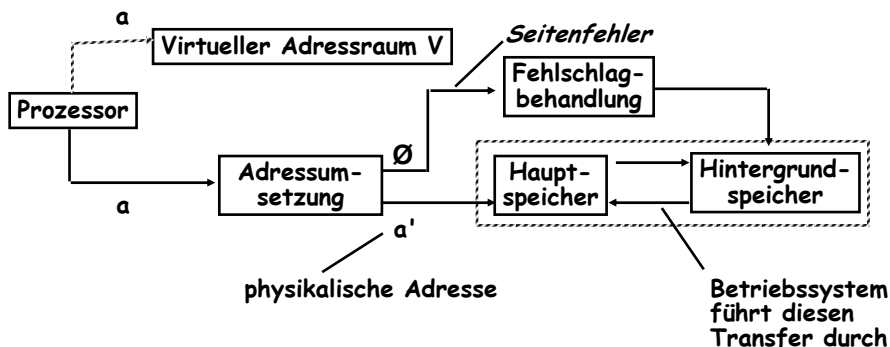 a
Virtueller Adressraum V
Seitenfehler
Fehlschlag-
behandlung
Prozessor
a
Adressum-
setzung
Ø
a'
Haupt-
speicher
Hintergrund-
speicher
physikalische Adresse
Betriebssystem
führt diesen
Transfer durch